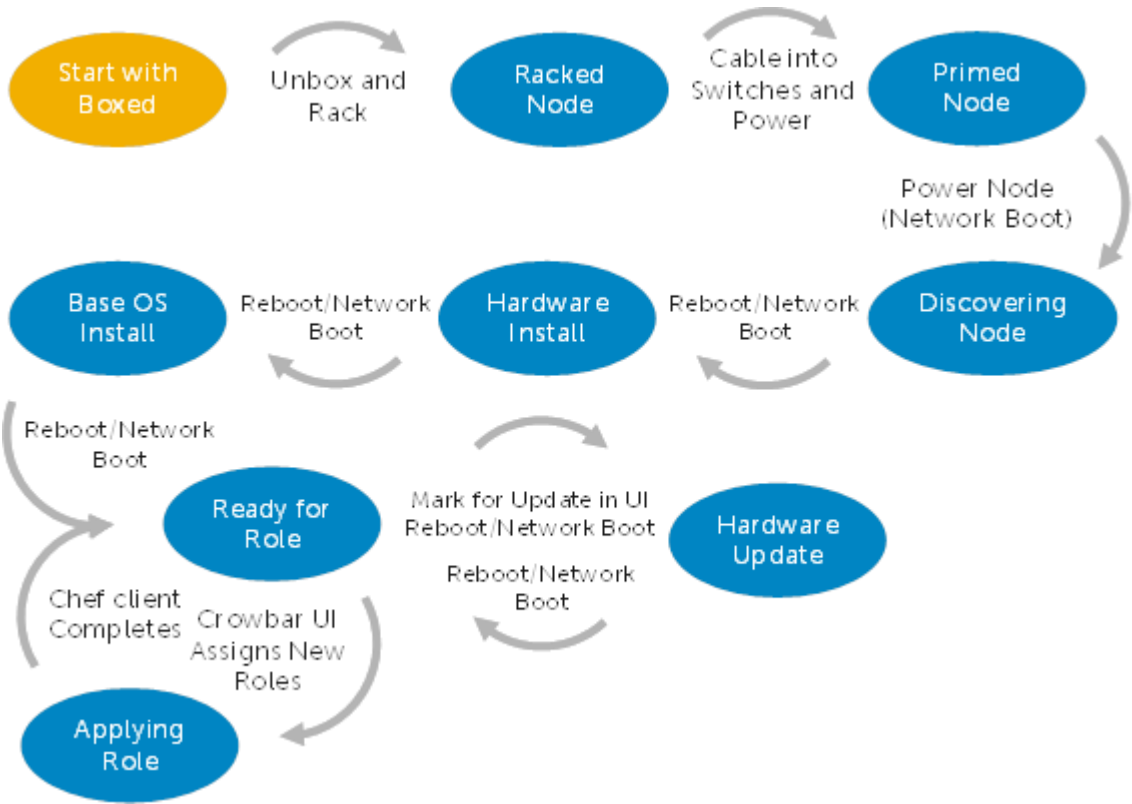 Start with
Boxed
Unbox and
Rack
Racked
Node
Cable into
Switches and
Power
Primed
Node
Power Node
(Network Boot)
Discovering
Node
Reboot/Network
Boot
Hardware
Install
Reboot/Network
Boot
Base OS
Install
Reboot/Network
Boot
Ready for
Role
Mark for Update in UI
Reboot/Network Boot
Hardware
Update
Reboot/Network
Boot
Crowbar UI
Assigns New
Roles
Applying
Role
Chef client
Completes